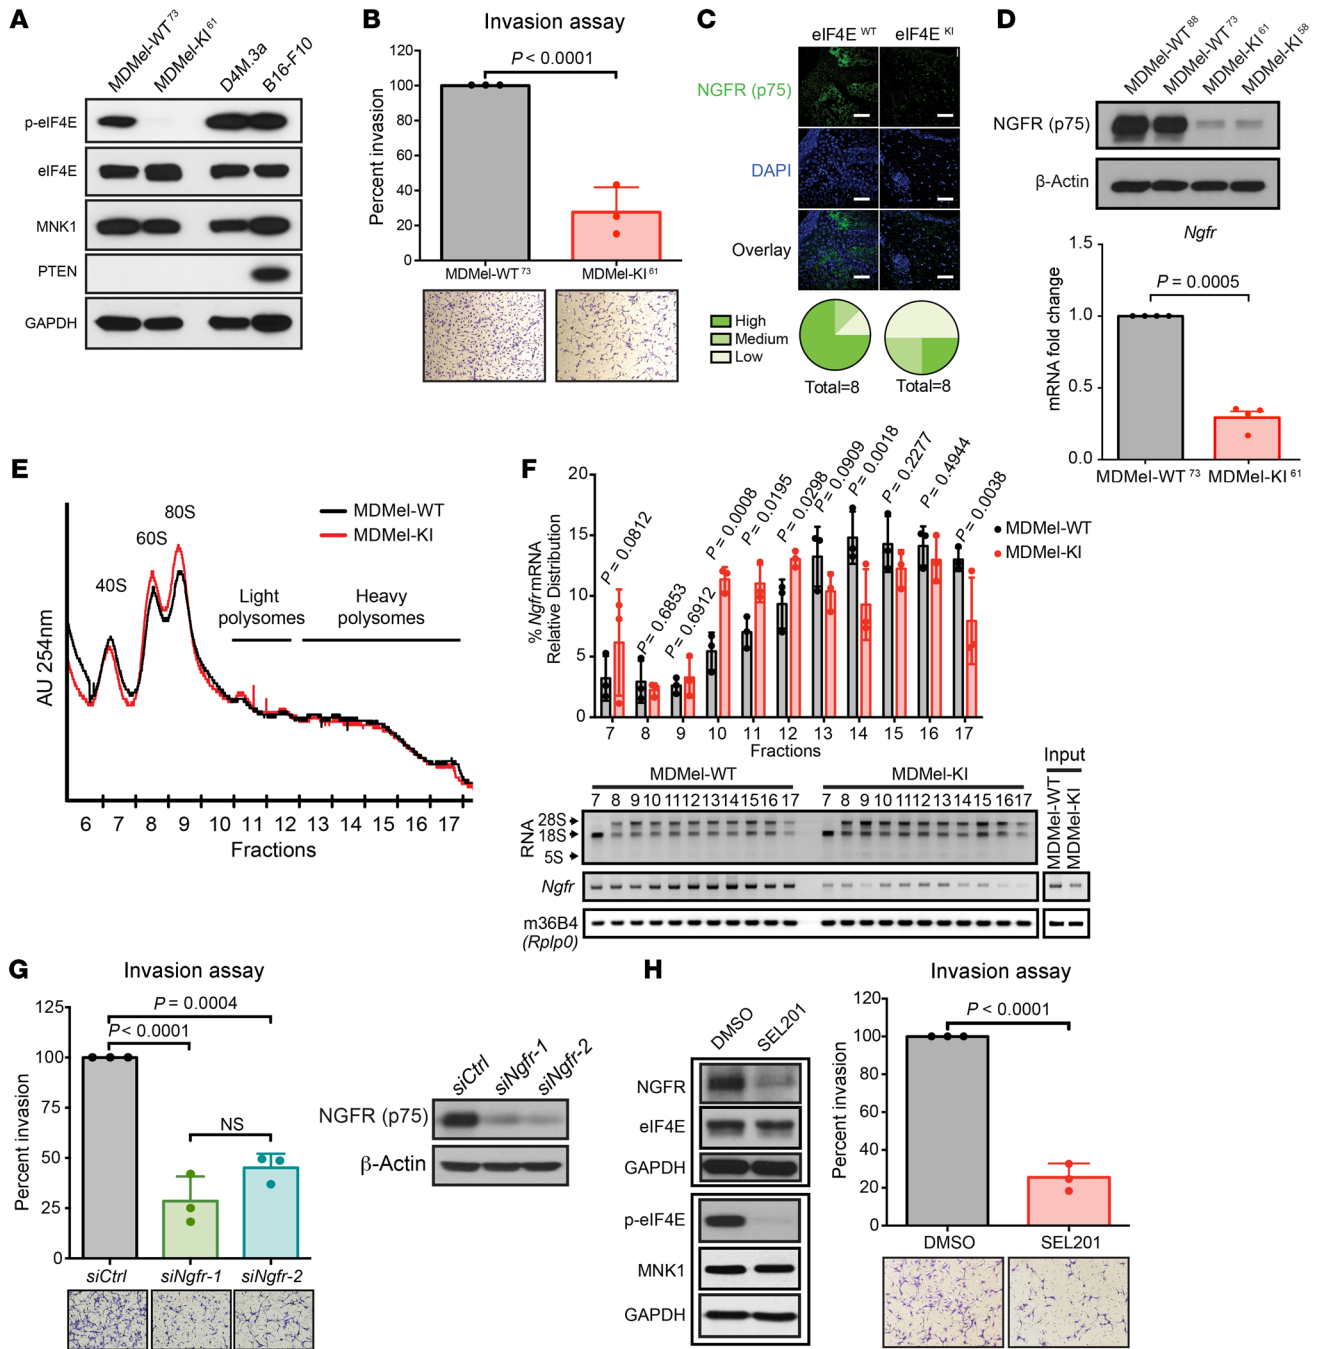 A
MDMel-WT73
MDMel-KI61
D4M.3a
B16-F10
p-eIF4E
eIF4E
MNK1
PTEN
GAPDH
B
Invasion assay
P < 0.0001
Percent invasion
120
100
80
60
40
20
0
MDMel-WT73
MDMel-KI61
C
eIF4E WT
eIF4E KI
NGFR (p75)
DAPI
Overlay
High
Medium
Low
Total=8
Total=8
D
MDMel-WT88
MDMel-WT73
MDMel-KI61
MDMel-KI58
NGFR (p75)
β-Actin
Ngfr
mRNA fold change
1.5
1.0
0.5
0.0
P = 0.0005
MDMel-WT73
MDMel-KI61
E
AU 254nm
40S
60S
80S
MDMel-WT
MDMel-KI
Light
polysomes
Heavy
polysomes
6 7 8 9 10 11 12 13 14 15 16 17
Fractions
F
% Ngfr mRNA
Relative Distribution
20
15
10
5
0
P = 0.0812
P = 0.6853
P = 0.6912
P = 0.0008
P = 0.0195
P = 0.0298
P = 0.0909
P = 0.0018
P = 0.2277
P = 0.4944
P = 0.0038
MDMel-WT
MDMel-KI
7 8 9 10 11 12 13 14 15 16 17
Fractions
MDMel-WT
MDMel-KI
Input
7 8 9 10 11 12 13 14 15 16 17
7 8 9 10 11 12 13 14 15 16 17
MDMel-WT
MDMel-KI
RNA
28S
18S
5S
Ngfr
m36B4
(Rplp0)
G
Invasion assay
P = 0.0004
P < 0.0001
NS
Percent invasion
125
100
75
50
25
0
siCtrl
siNgfr-1
siNgfr-2
siCtrl
siNgfr-1
siNgfr-2
NGFR (p75)
β-Actin
H
DMSO
SEL201
NGFR
eIF4E
GAPDH
p-eIF4E
MNK1
GAPDH
Invasion assay
P < 0.0001
Percent invasion
120
100
80
60
40
20
0
DMSO
SEL201